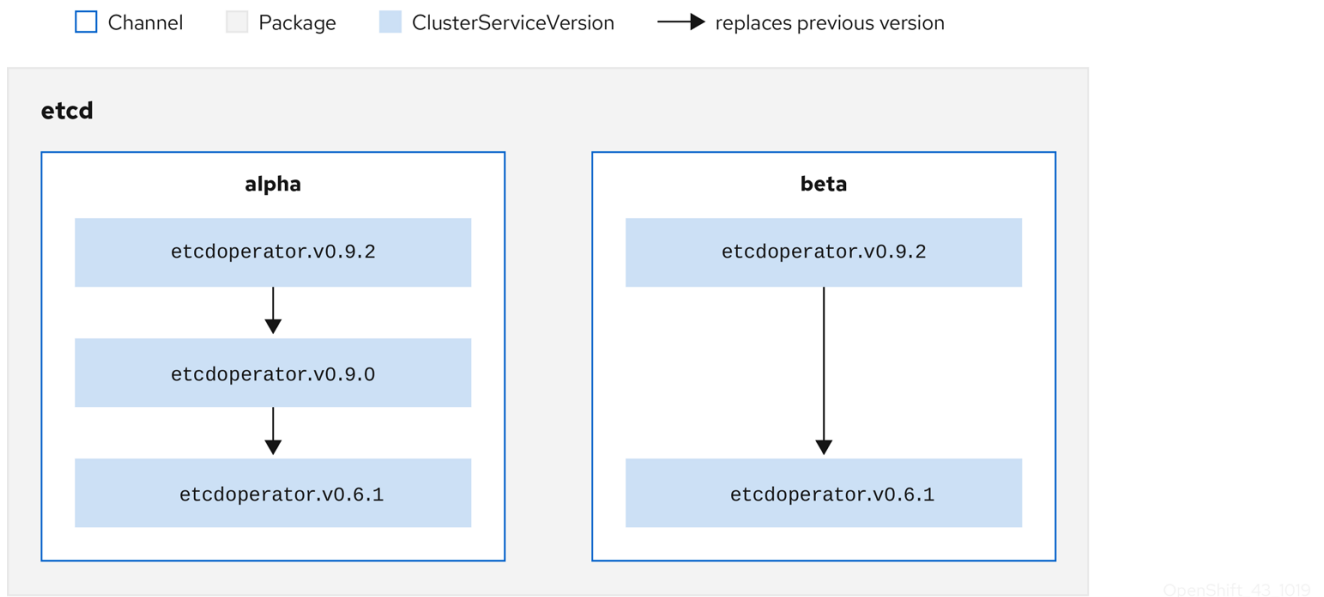 Channel Package ClusterServiceVersion replaces previous version
etcd
alpha
etcdoperator.v0.9.2
etcdoperator.v0.9.0
etcdoperator.v0.6.1
beta
etcdoperator.v0.9.2
etcdoperator.v0.6.1
OpenShift_43_1019